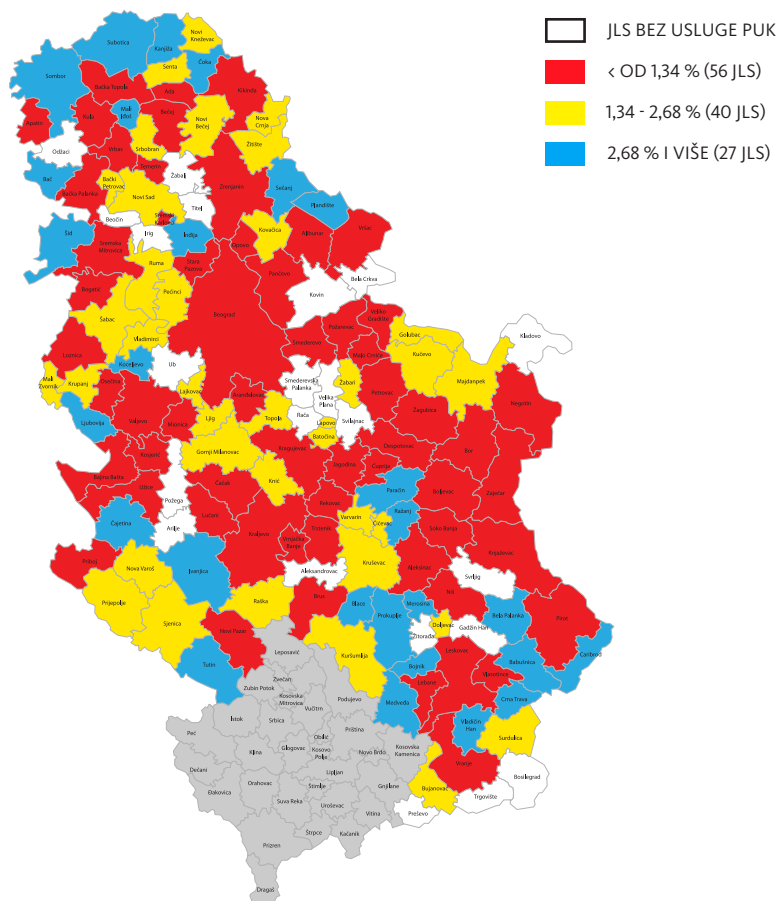 JLS BEZ USLUGE PUK
< OD 1,34 % (56 JLS)
1,34 - 2,68 % (40 JLS)
2,68 % I VIŠE (27 JLS)
Novi
Kneževac
Subotica
Kanjiža
Čoka
Senta
Sombor
Bačka Topola
Ada
Kikinda
Mali
Iđoš
Bečej
Apatin
Kula
Novi
Bečej
Nova
Crnja
Vrbas
Srbobran
Žitište
Odžaci
Temerin
Žabalj
Bač
Bačka Palanka
Bački
Petrovac
Novi Sad
Zrenjanin
Sečanj
Titel
Plandište
Beočin
Sremski
Karlovci
Irig
Inđija
Šid
Sremska
Mitrovica
Kovačica
Alibunar
Vršac
Opovo
Ruma
Stara
Pazova
Pančevo
Bela Crkva
Pećinci
Bogatić
Kovin
Beograd
Šabac
Veliko
Gradište
Požarevac
Golubac
Kladovo
Vladimirci
Smederevo
Loznica
Malo Crniće
Kučevo
Koceljevo
Ub
Majdanpek
Mali
Zvornik
Krupanj
Osečina
Smederevska
Palanka
Žabari
Lajkovac
Aranđelovac
Velika
Plana
Petrovac
Negotin
Ljubovija
Valjevo
Mionica
Ljig
Topola
Rača
Svilajnac
Žagubica
Lapovo
Batočina
Kragujevac
Despotovac
Bor
Kosjerić
Gornji Milanovac
Jagodina
Ćuprija
Bajina Bašta
Užice
Čačak
Knić
Paraćin
Boljevac
Zaječar
Požega
Rekovac
Lučani
Ražanj
Čajetina
Arilje
Kraljevo
Vrnjačka
Banja
Trstenik
Varvarin
Ćićevac
Soko Banja
Knjaževac
Priboj
Nova Varoš
Ivanjica
Aleksandrovac
Kruševac
Aleksinac
Svrljig
Prijepolje
Raška
Brus
Blace
Merošina
Niš
Sjenica
Prokuplje
Bela Palanka
Pirot
Novi Pazar
Doljevac
Gadžin Han
Žitorađa
Kuršumlija
Leskovac
Babušnica
Caribrod
Tutin
Leposavić
Bojnik
Vlasotince
Zvečan
Lebane
Zubin Potok
Kosovska
Mitrovica
Medveđa
Crna Trava
Podujevo
Vučitrn
Istok
Srbica
Vladičin
Han
Obilić
Priština
Surdulica
Peć
Glogovac
Kosovo
Polje
Novo Brdo
Kosovska
Kamenica
Klina
Vranje
Dečani
Lipljan
Bosilegrad
Orahovac
Štimlje
Gnjilane
Bujanovac
Đakovica
Trgovište
Suva Reka
Uroševac
Vitina
Preševo
Štrpce
Kačanik
Prizren
Dragaš